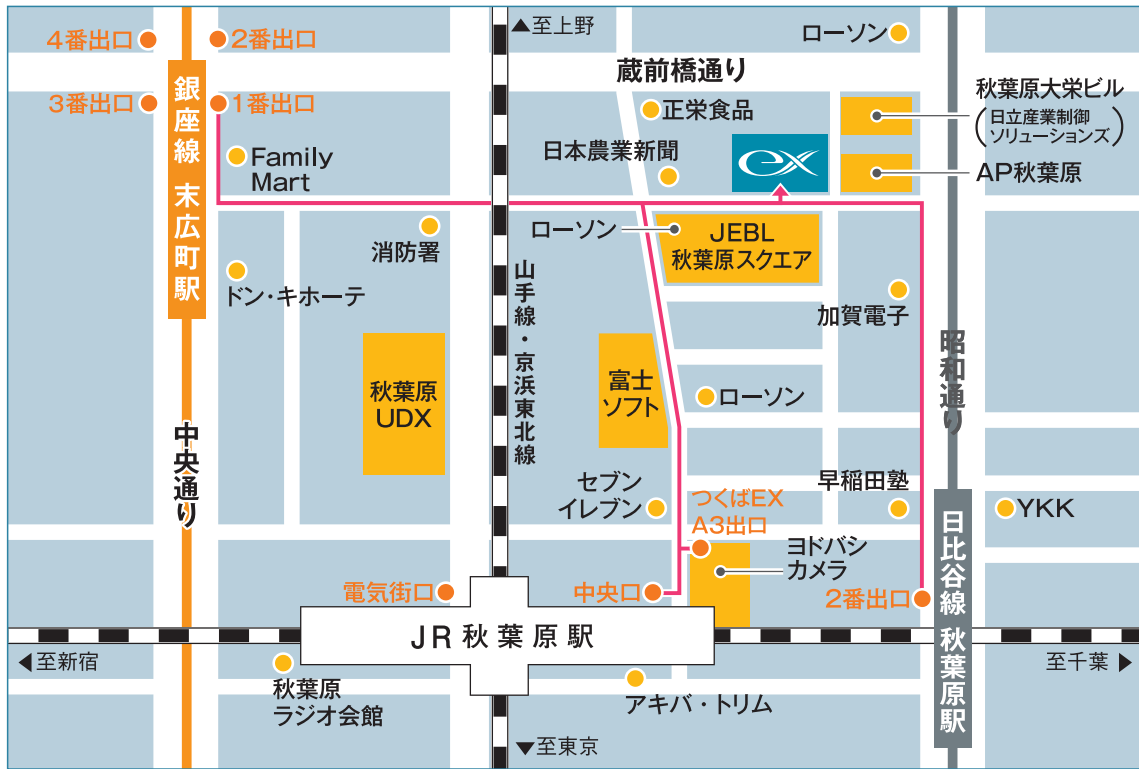 4番出口
2番出口
▲至上野
ローソン
蔵前橋通り
3番出口
1番出口
銀座線 末広町駅
正栄食品
秋葉原大栄ビル
(日立産業制御
ソリューションズ)
Family
Mart
日本農業新聞
ex
AP秋葉原
消防署
ローソン
JEBL
秋葉原スクエア
ドン・キホーテ
山手線・京浜東北線
加賀電子
昭和通り
秋葉原
UDX
富士
ソフト
ローソン
中央通り
セブン
イレブン
つくばEX
A3出口
早稲田塾
YKK
ヨドバシ
カメラ
日比谷線 秋葉原駅
電気街口
中央口
2番出口
JR秋葉原駅
◀至新宿
至千葉▶
秋葉原
ラジオ会館
アキバ・トリム
▼至東京